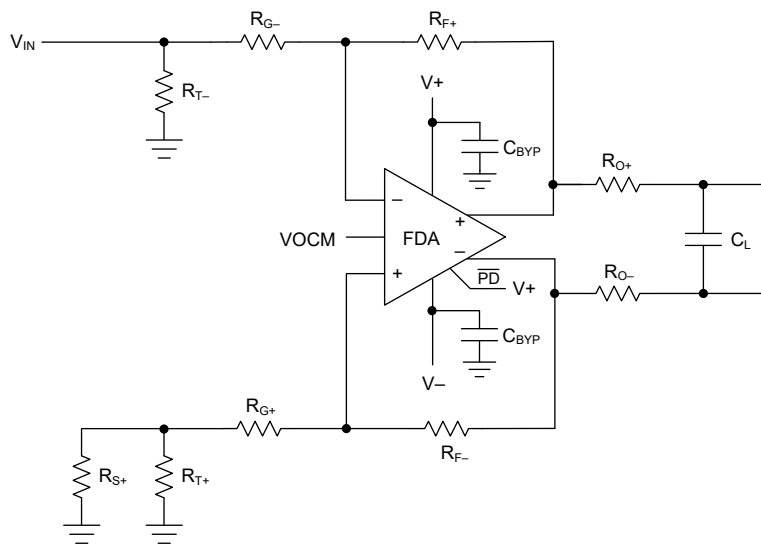 R_G– R_F+
V_IN
R_T–
V+
C_BYP
R_O+
–
+
VOCM FDA
–
C_L
+
PD
V+
R_O–
C_BYP
V–
R_G+
R_F–
R_S+ R_T+